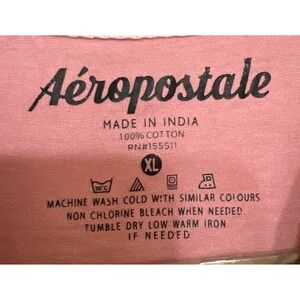 Aéropostale
MADE IN INDIA
100% COTTON
RN#155511
XL
30°C
MACHINE WASH COLD WITH SIMILAR COLOURS
NON CHLORINE BLEACH WHEN NEEDED
TUMBLE DRY LOW WARM IRON
IF NEEDED